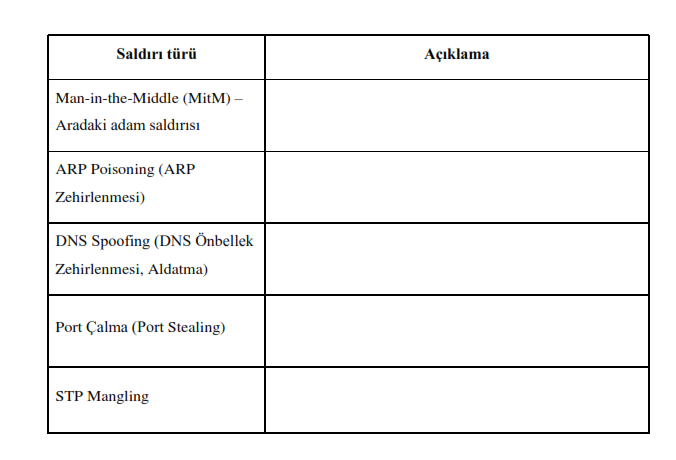 Saldırı türü
Açıklama
Man-in-the-Middle (MitM) –
Aradaki adam saldırısı
ARP Poisoning (ARP
Zehirlenmesi)
DNS Spoofing (DNS Önbellek
Zehirlenmesi, Aldatma)
Port Çalma (Port Stealing)
STP Mangling